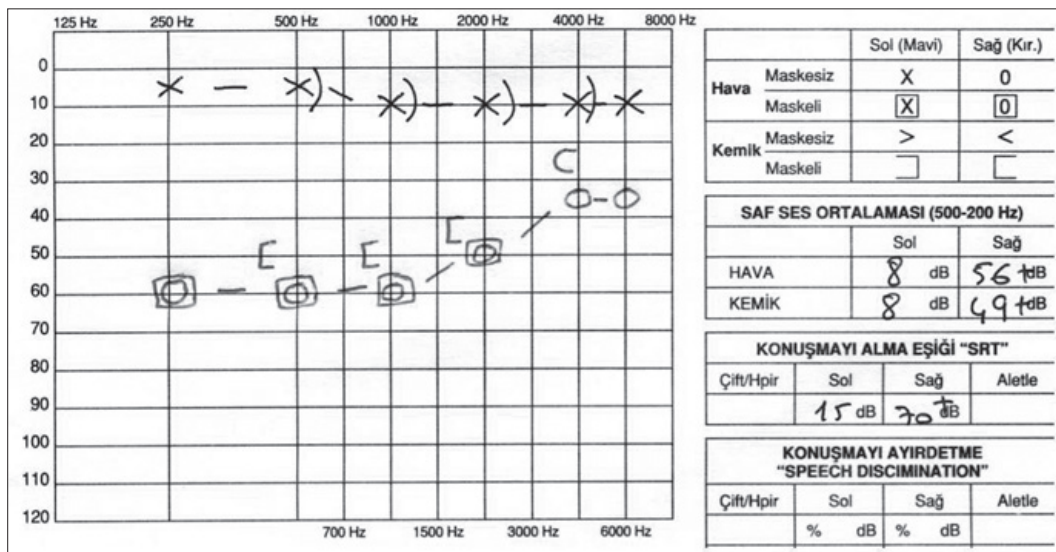 125 Hz 250 Hz 500 Hz 1000 Hz 2000 Hz 4000 Hz 8000 Hz
0
10
20
30
40
50
60
70
80
90
100
110
120
700 Hz 1500 Hz 3000 Hz 6000 Hz
Sol (Mavi) Sağ (Kır.)
Hava Maskesiz X 0
Maskeli X 0
Kemik Maskesiz > <
Maskeli ] [
SAF SES ORTALAMASI (500-200 Hz)
Sol Sağ
HAVA 8 dB 56+dB
KEMİK 8 dB 49+dB
KONUŞMAYI ALMA EŞİĞİ "SRT"
Çift/Hpir Sol Sağ Aletle
15 dB 70+dB
KONUŞMAYI AYIRDETME
"SPEECH DISCIMINATION"
Çift/Hpir Sol Sağ Aletle
% dB % dB